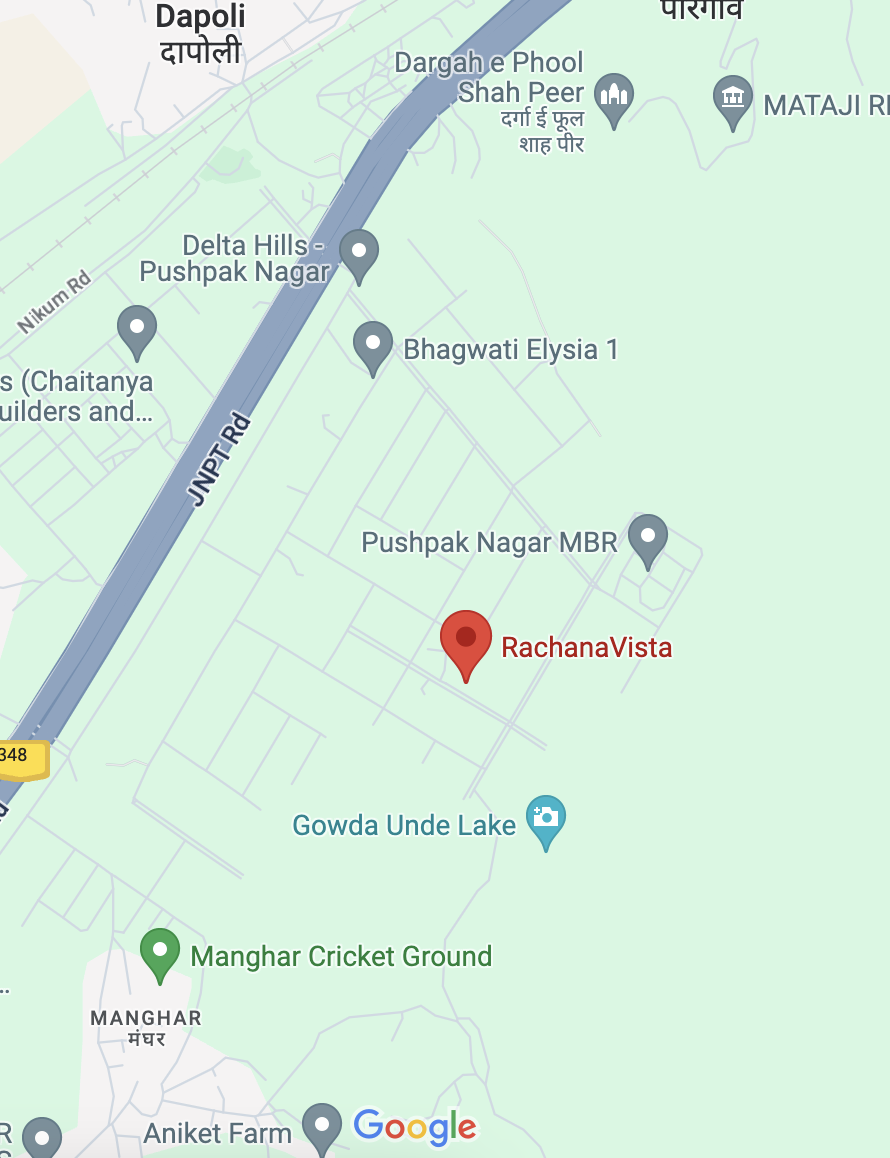 Dapoli
दापोली
Dargah e Phool
Shah Peer
दर्गा ई फूल
शाह पीर
MATAJI
Delta Hills -
Pushpak Nagar
Nikum Rd
Bhagwati Elysia 1
s (Chaitanya
uilders and...
JNPT Rd
Pushpak Nagar MBR
RachanaVista
348
Gowda Unde Lake
Manghar Cricket Ground
MANGHAR
मंघर
Aniket Farm
Google